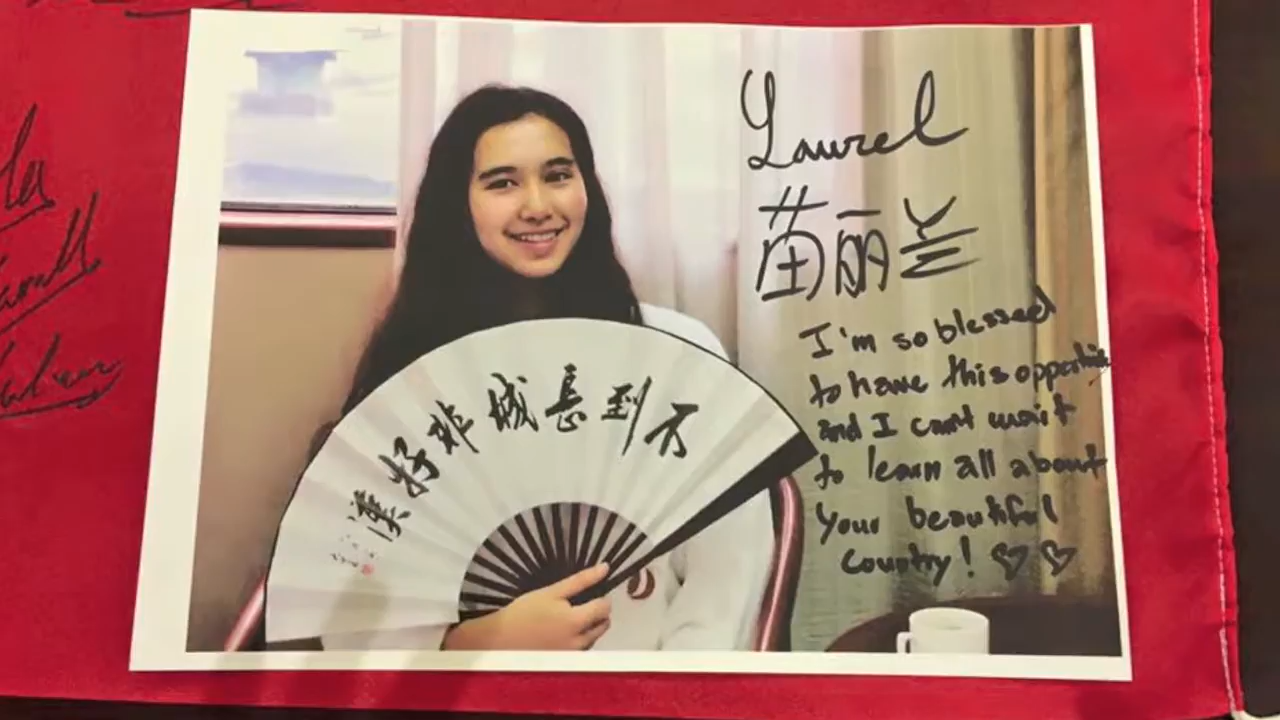 Laurel
苗丽兰
I'm so blessed
to have this opportunity
and I can't wait
to learn all about
your beautiful
country! ♡ ♡
不到長城非好漢